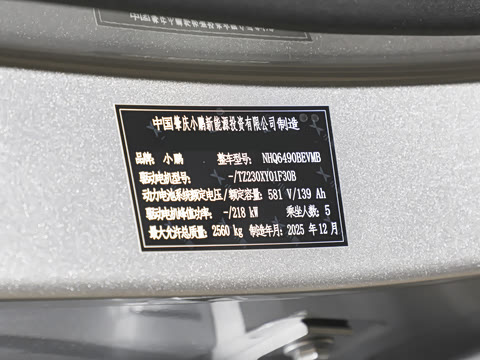 中国肇庆小鹏新能源投资有限公司制造
品牌: 小鹏 整车型号: NHQ6490BEVMB
驱动电机型号: -/TZ230XY01F30B
动力电池系统额定电压/额定容量: 581 V/139 Ah
驱动电机峰值功率: -/218 kW 乘坐人数: 5
最大允许总质量: 2560 kg 制造年月: 2025 年 12 月